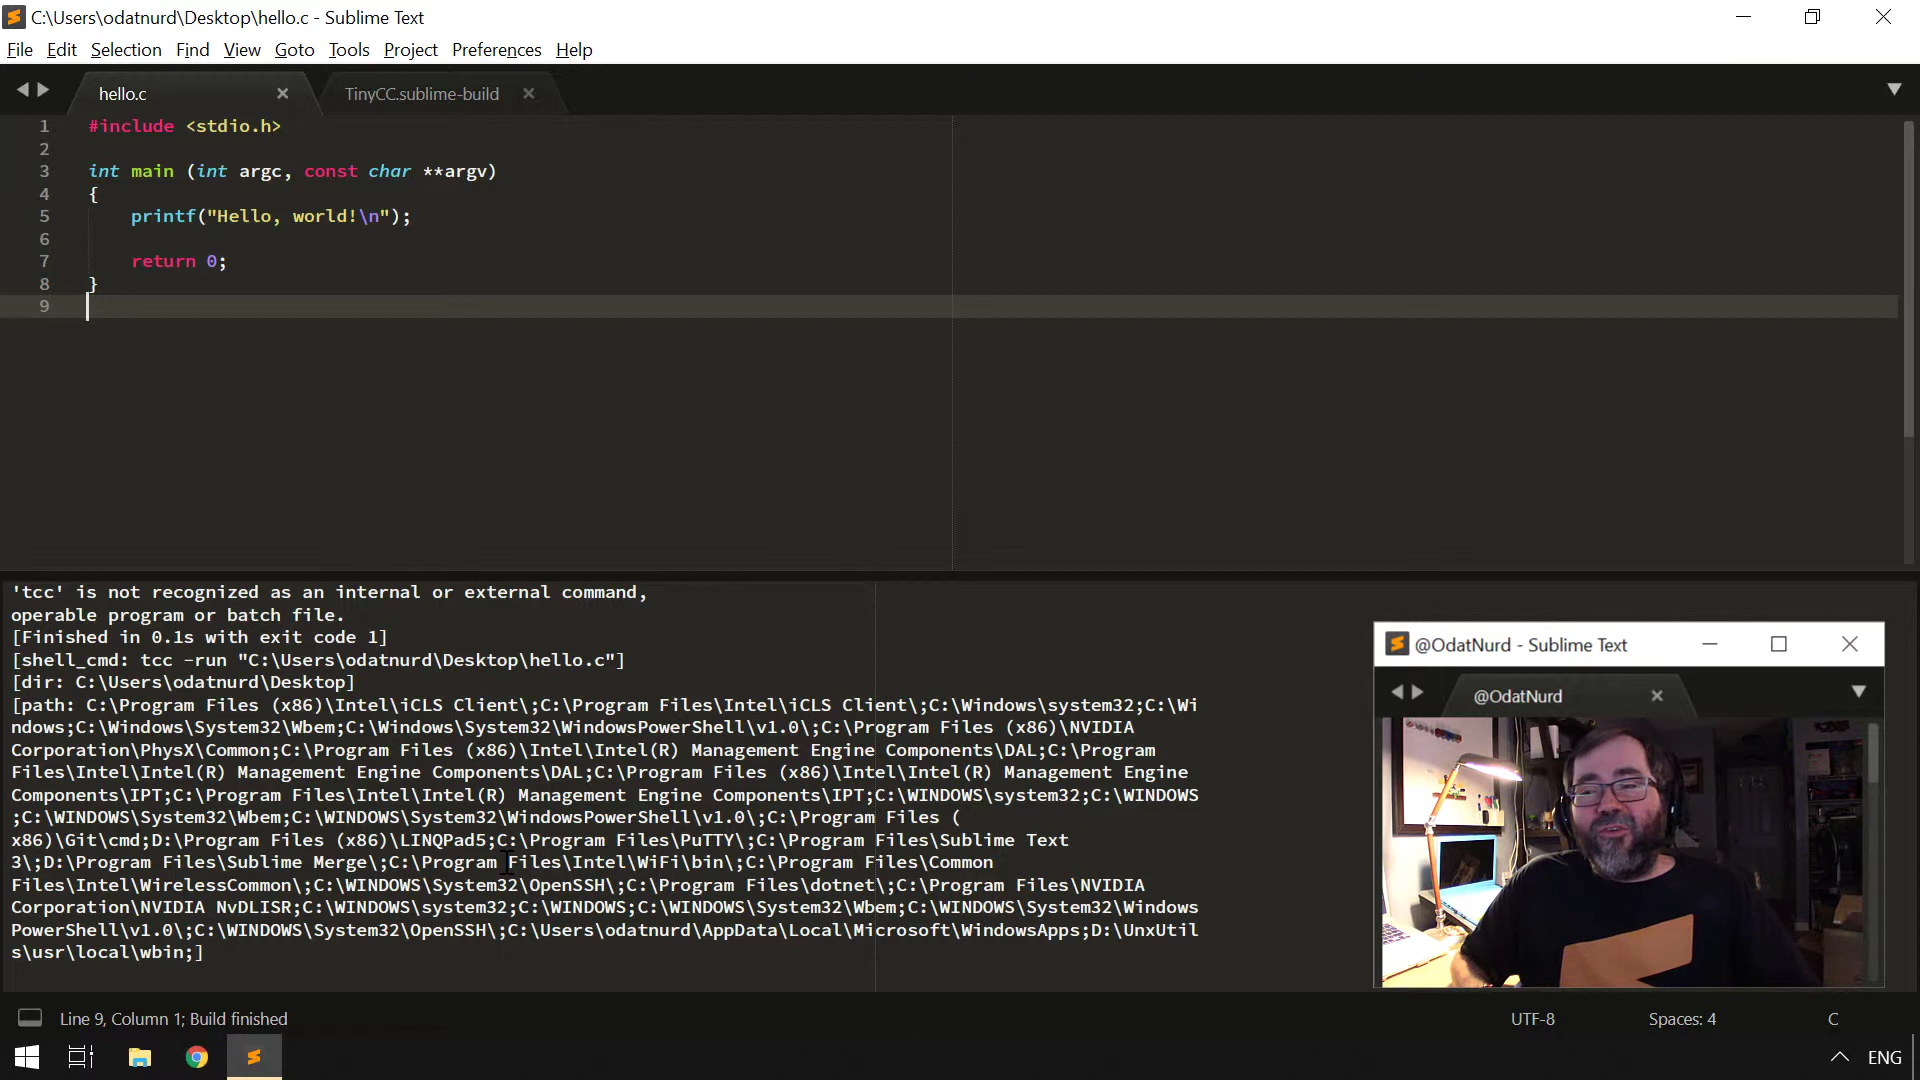 C:\Users\odatnurd\Desktop\hello.c - Sublime Text
File Edit Selection Find View Goto Tools Project Preferences Help
hello.c TinyCC.sublime-build
1 #include <stdio.h>
2
3 int main (int argc, const char **argv)
4 {
5 printf("Hello, world!\n");
6
7 return 0;
8 }
9
'tcc' is not recognized as an internal or external command,
operable program or batch file.
[Finished in 0.1s with exit code 1]
[shell_cmd: tcc -run "C:\Users\odatnurd\Desktop\hello.c"]
[dir: C:\Users\odatnurd\Desktop]
[path: C:\Program Files (x86)\Intel\iCLS Client\;C:\Program Files\Intel\iCLS Client\;C:\Windows\system32;C:\Wi
ndows;C:\Windows\System32\Wbem;C:\Windows\System32\WindowsPowerShell\v1.0\;C:\Program Files (x86)\NVIDIA
Corporation\PhysX\Common;C:\Program Files (x86)\Intel\Intel(R) Management Engine Components\DAL;C:\Program
Files\Intel\Intel(R) Management Engine Components\DAL;C:\Program Files (x86)\Intel\Intel(R) Management Engine
Components\IPT;C:\Program Files\Intel\Intel(R) Management Engine Components\IPT;C:\WINDOWS\system32;C:\WINDOWS
;C:\WINDOWS\System32\Wbem;C:\WINDOWS\System32\WindowsPowerShell\v1.0\;C:\Program Files (
x86)\Git\cmd;D:\Program Files (x86)\LINQPad5;C:\Program Files\PuTTY\;C:\Program Files\Sublime Text
3\;D:\Program Files\Sublime Merge\;C:\Program Files\Intel\WiFi\bin\;C:\Program Files\Common
Files\Intel\WirelessCommon\;C:\WINDOWS\System32\OpenSSH\;C:\Program Files\dotnet\;C:\Program Files\NVIDIA
Corporation\NVIDIA NvDLISR;C:\WINDOWS\system32;C:\WINDOWS;C:\WINDOWS\System32\Wbem;C:\WINDOWS\System32\Windows
PowerShell\v1.0\;C:\WINDOWS\System32\OpenSSH\;C:\Users\odatnurd\AppData\Local\Microsoft\WindowsApps;D:\UnxUtil
s\usr\local\wbin;]
@OdatNurd - Sublime Text
@OdatNurd
Line 9, Column 1; Build finished UTF-8 Spaces: 4 C
ENG